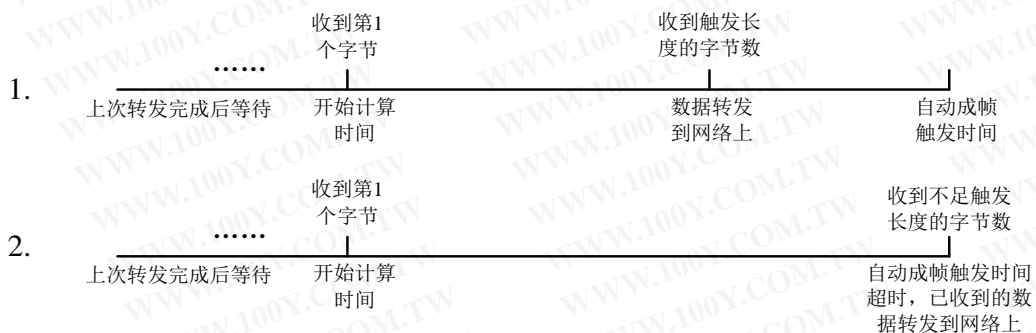 收到第1
个字节
收到触发长
度的字节数
1.
……
上次转发完成后等待
开始计算
时间
数据转发
到网络上
自动成帧
触发时间
收到第1
个字节
收到不足触发
长度的字节数
2.
……
上次转发完成后等待
开始计算
时间
自动成帧触发时间
超时，已收到的数
据转发到网络上
WWW.100Y.COM.TW